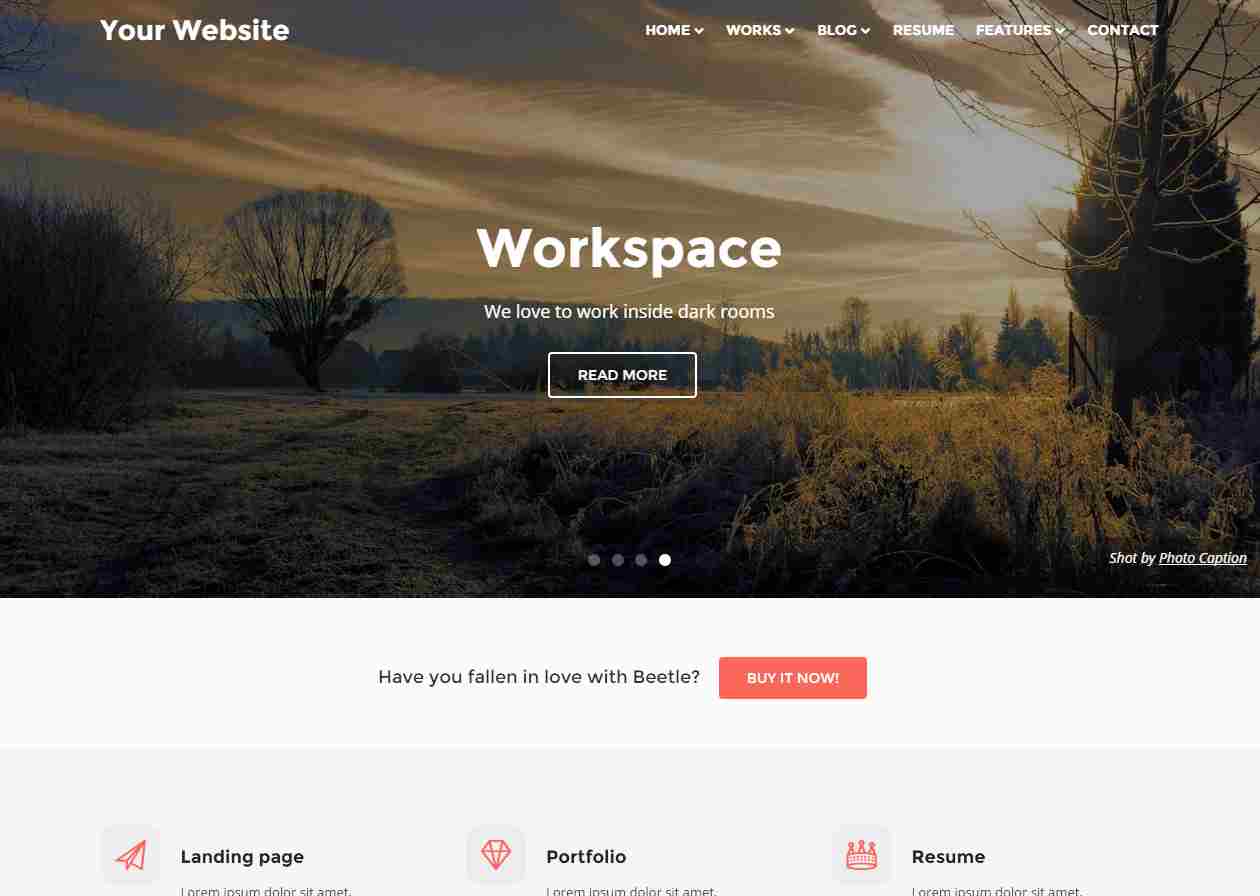 Your Website
HOME WORKS BLOG RESUME FEATURES CONTACT
Workspace
We love to work inside dark rooms
READ MORE
Shot by Photo Caption
Have you fallen in love with Beetle? BUY IT NOW!
Landing page
Lorem ipsum dolor sit amet,
Portfolio
Lorem ipsum dolor sit amet,
Resume
Lorem ipsum dolor sit amet,